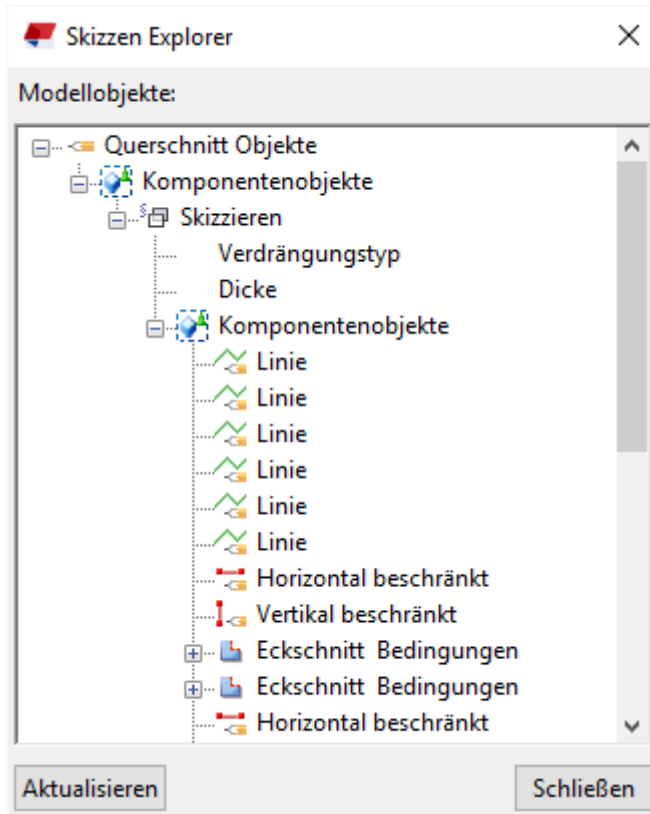 Skizzen Explorer
Modellobjekte:
Querschnitt Objekte
Komponentenobjekte
Skizzieren
Verdrängungstyp
Dicke
Komponentenobjekte
Linie
Linie
Linie
Linie
Linie
Linie
Horizontal beschränkt
Vertikal beschränkt
Eckschnitt  Bedingungen
Eckschnitt  Bedingungen
Horizontal beschränkt
Aktualisieren
Schließen